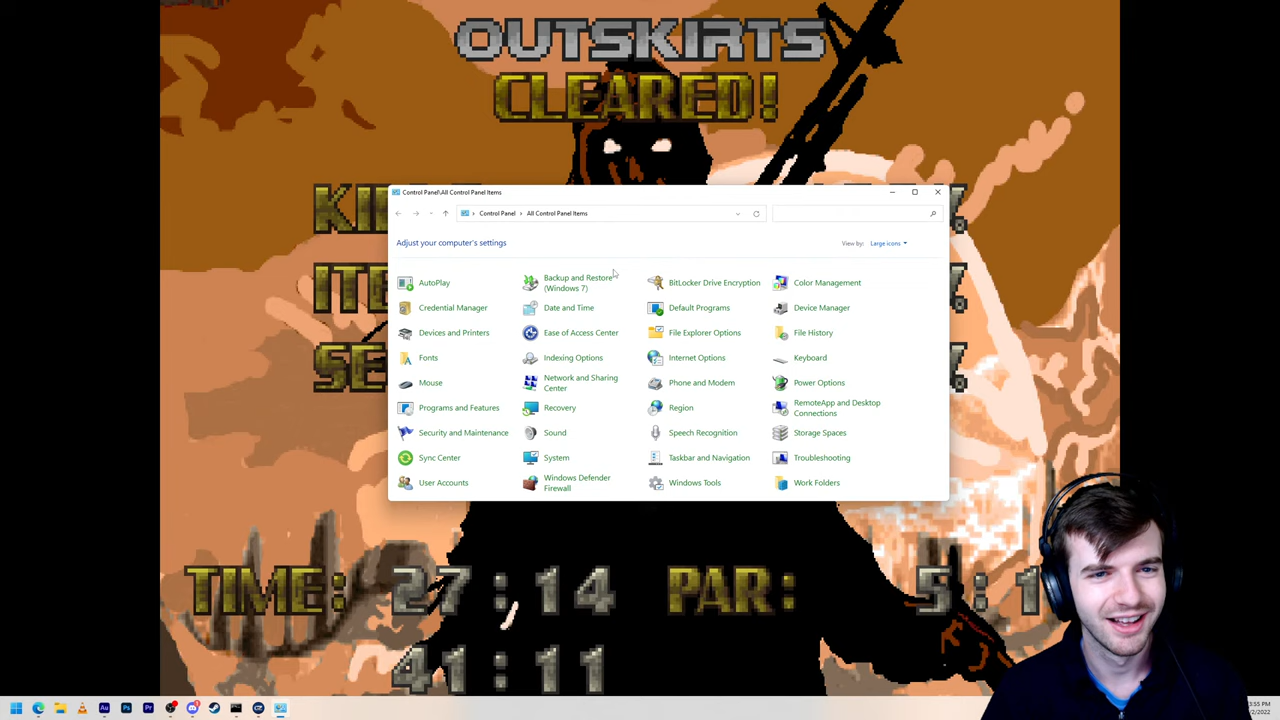 OUTSKIRTS
CLEARED!
Control Panel\All Control Panel Items
Control Panel
All Control Panel Items
Adjust your computer's settings
View by:
Large icons
AutoPlay
Backup and Restore
(Windows 7)
BitLocker Drive Encryption
Color Management
Credential Manager
Date and Time
Default Programs
Device Manager
Devices and Printers
Ease of Access Center
File Explorer Options
File History
Fonts
Indexing Options
Internet Options
Keyboard
Mouse
Network and Sharing
Center
Phone and Modem
Power Options
Programs and Features
Recovery
Region
RemoteApp and Desktop
Connections
Security and Maintenance
Sound
Speech Recognition
Storage Spaces
Sync Center
System
Taskbar and Navigation
Troubleshooting
User Accounts
Windows Defender
Firewall
Windows Tools
Work Folders
TIME: 27:14 PAR:
41:11
Au Ps Pr